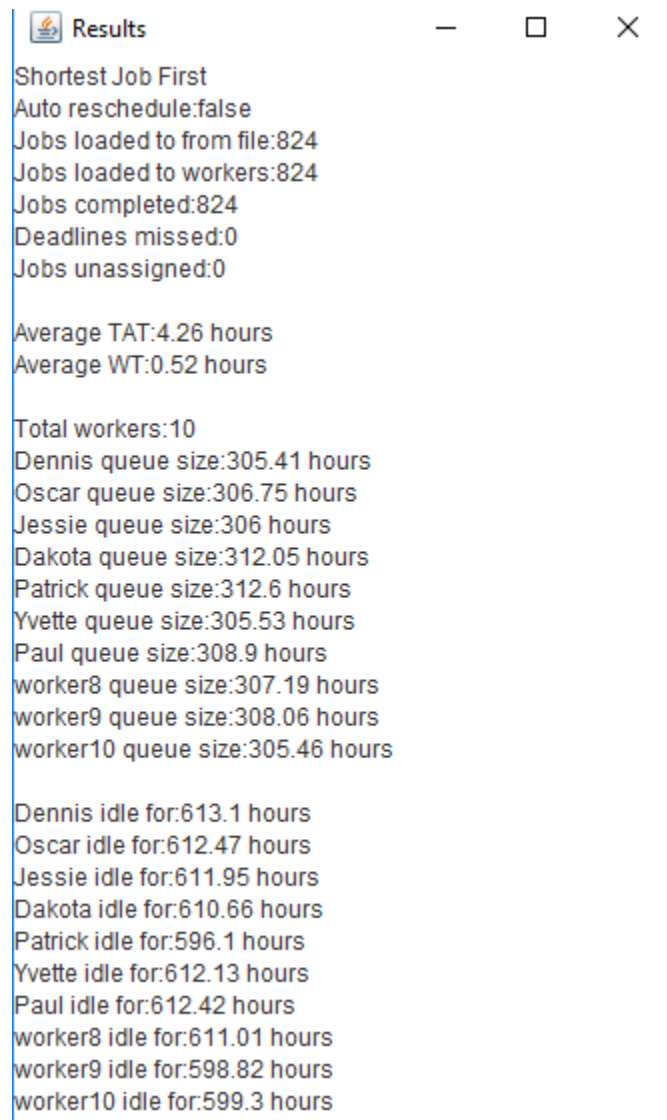 Results
Shortest Job First
Auto reschedule:false
Jobs loaded to from file:824
Jobs loaded to workers:824
Jobs completed:824
Deadlines missed:0
Jobs unassigned:0
Average TAT:4.26 hours
Average WT:0.52 hours
Total workers:10
Dennis queue size:305.41 hours
Oscar queue size:306.75 hours
Jessie queue size:306 hours
Dakota queue size:312.05 hours
Patrick queue size:312.6 hours
Yvette queue size:305.53 hours
Paul queue size:308.9 hours
worker8 queue size:307.19 hours
worker9 queue size:308.06 hours
worker10 queue size:305.46 hours
Dennis idle for:613.1 hours
Oscar idle for:612.47 hours
Jessie idle for:611.95 hours
Dakota idle for:610.66 hours
Patrick idle for:596.1 hours
Yvette idle for:612.13 hours
Paul idle for:612.42 hours
worker8 idle for:611.01 hours
worker9 idle for:598.82 hours
worker10 idle for:599.3 hours